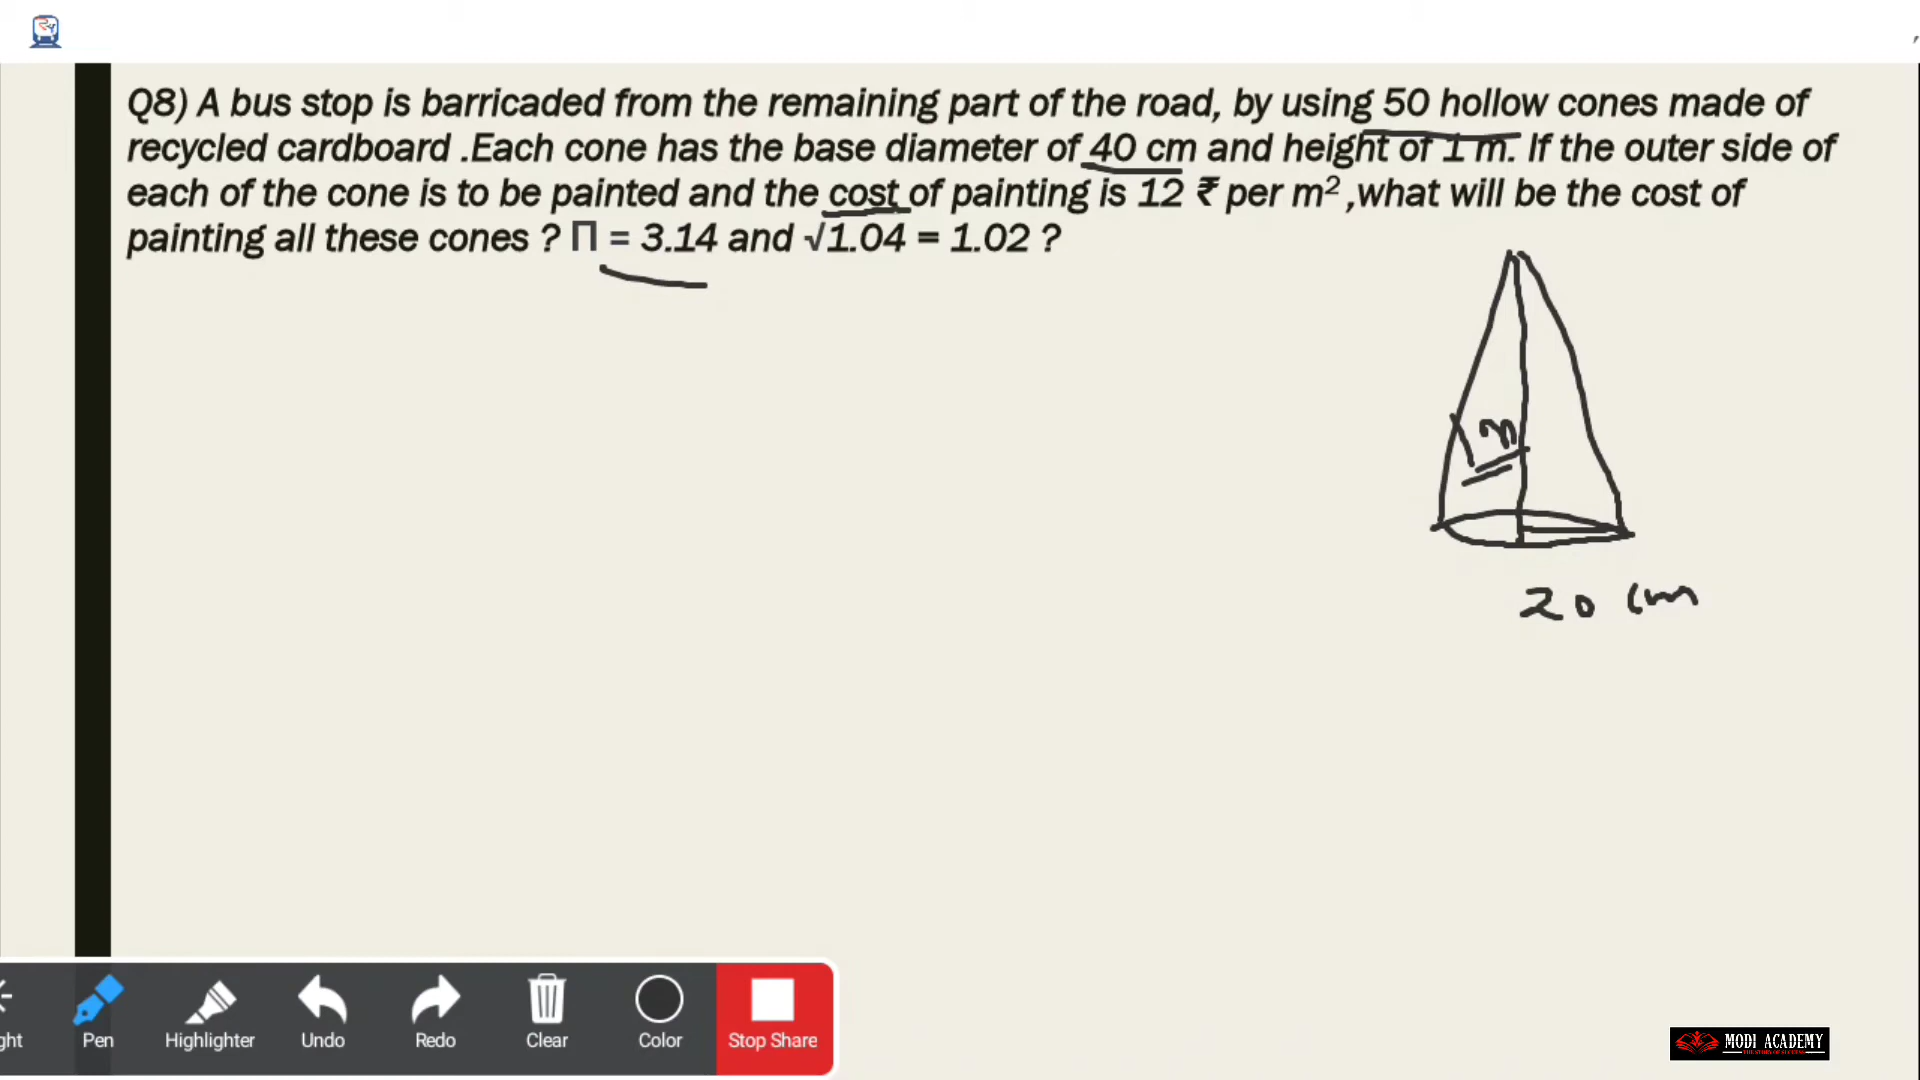 Q8) A bus stop is barricaded from the remaining part of the road, by using 50 hollow cones made of
recycled cardboard .Each cone has the base diameter of 40 cm and height of 1 m. If the outer side of
each of the cone is to be painted and the cost of painting is 12 ₹ per m² ,what will be the cost of
painting all these cones ? Π = 3.14 and √1.04 = 1.02 ?
m
20 cm
ght
Pen
Highlighter
Undo
Redo
Clear
Color
Stop Share
MODI ACADEMY